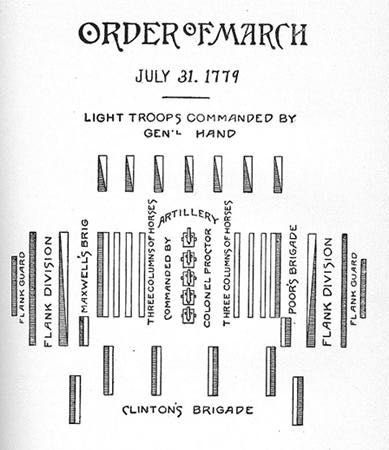 ORDER OF MARCH
JULY 31. 1779
LIGHT TROOPS COMMANDED BY
GEN'L HAND
FLANK GUARD
FLANK DIVISION
MAXWELL'S BRIG
THREE COLUMNS OF HORSES
ARTILLERY
COMMANDED BY
COLONEL PROCTOR
THREE COLUMNS OF HORSES
POOR'S BRIGADE
FLANK DIVISION
FLANK GUARD
CLINTON'S BRIGADE